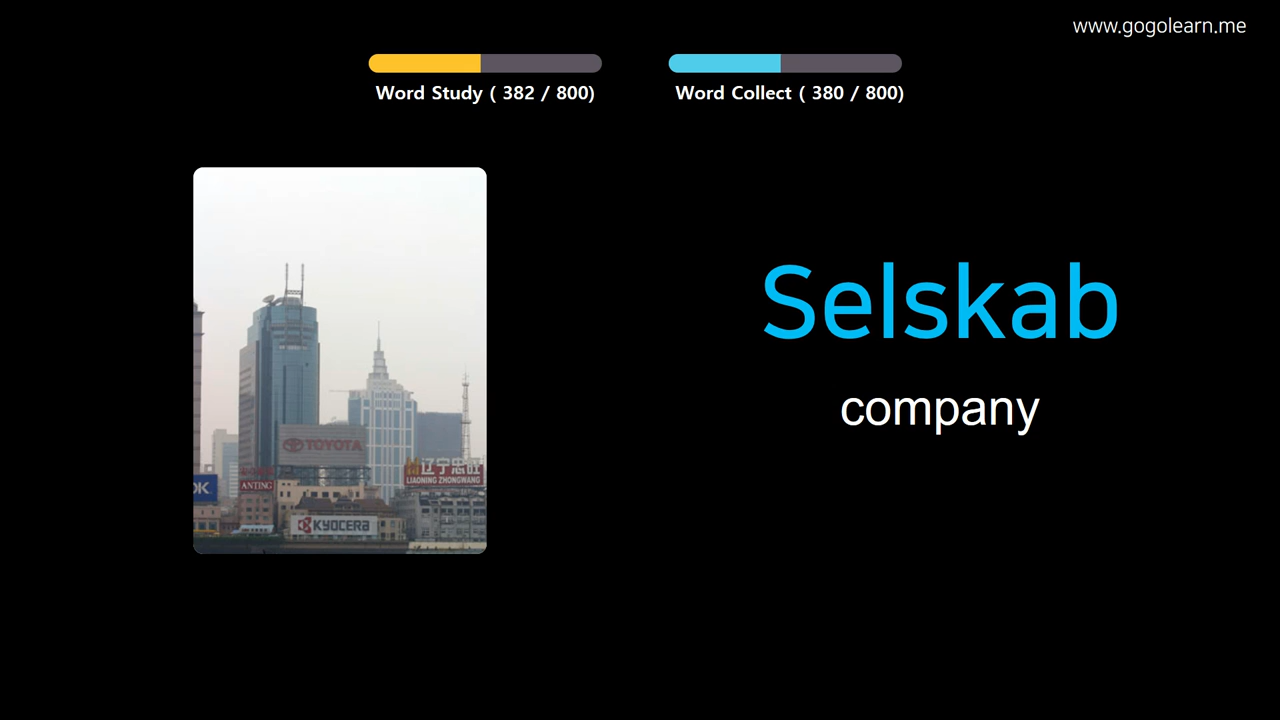 www.gogolearn.me
Word Study ( 382 / 800)
Word Collect ( 380 / 800)
Selskab
company
TOYOTA
辽宁忠旺
LIAONING ZHONGWANG
OK
ANTING
KYOCERA